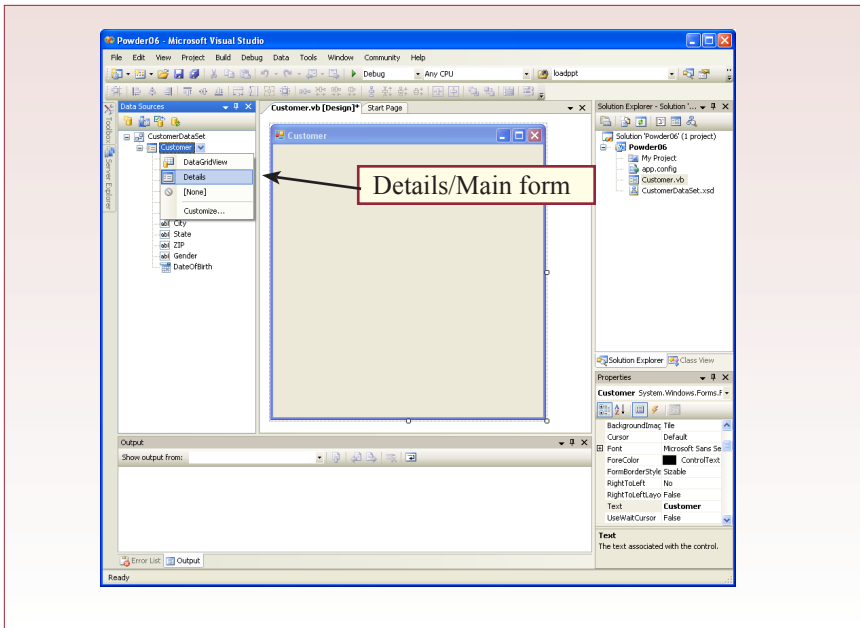 Powder06 - Microsoft Visual Studio
File Edit View Project Build Debug Data Tools Window Community Help
Debug Any CPU loadppt
Data Sources
Customer.vb [Design]* Start Page
Solution Explorer - Solution '...
Toolbox
Server Explorer
CustomerDataSet
Customer
DataGridView
Details
[None]
Customize...
City
State
ZIP
Gender
DateOfBirth
Customer
Details/Main form
Solution 'Powder06' (1 project)
Powder06
My Project
app.config
Customer.vb
CustomerDataSet.xsd
Solution Explorer Class View
Properties
Customer System.Windows.Forms.F
BackgroundImag Tile
Cursor Default
Font Microsoft Sans Se
ForeColor ControlText
FormBorderStyle Sizable
RightToLeft No
RightToLeftLayo False
Text Customer
UseWaitCursor False
Text
The text associated with the control.
Output
Show output from:
Error List Output
Ready